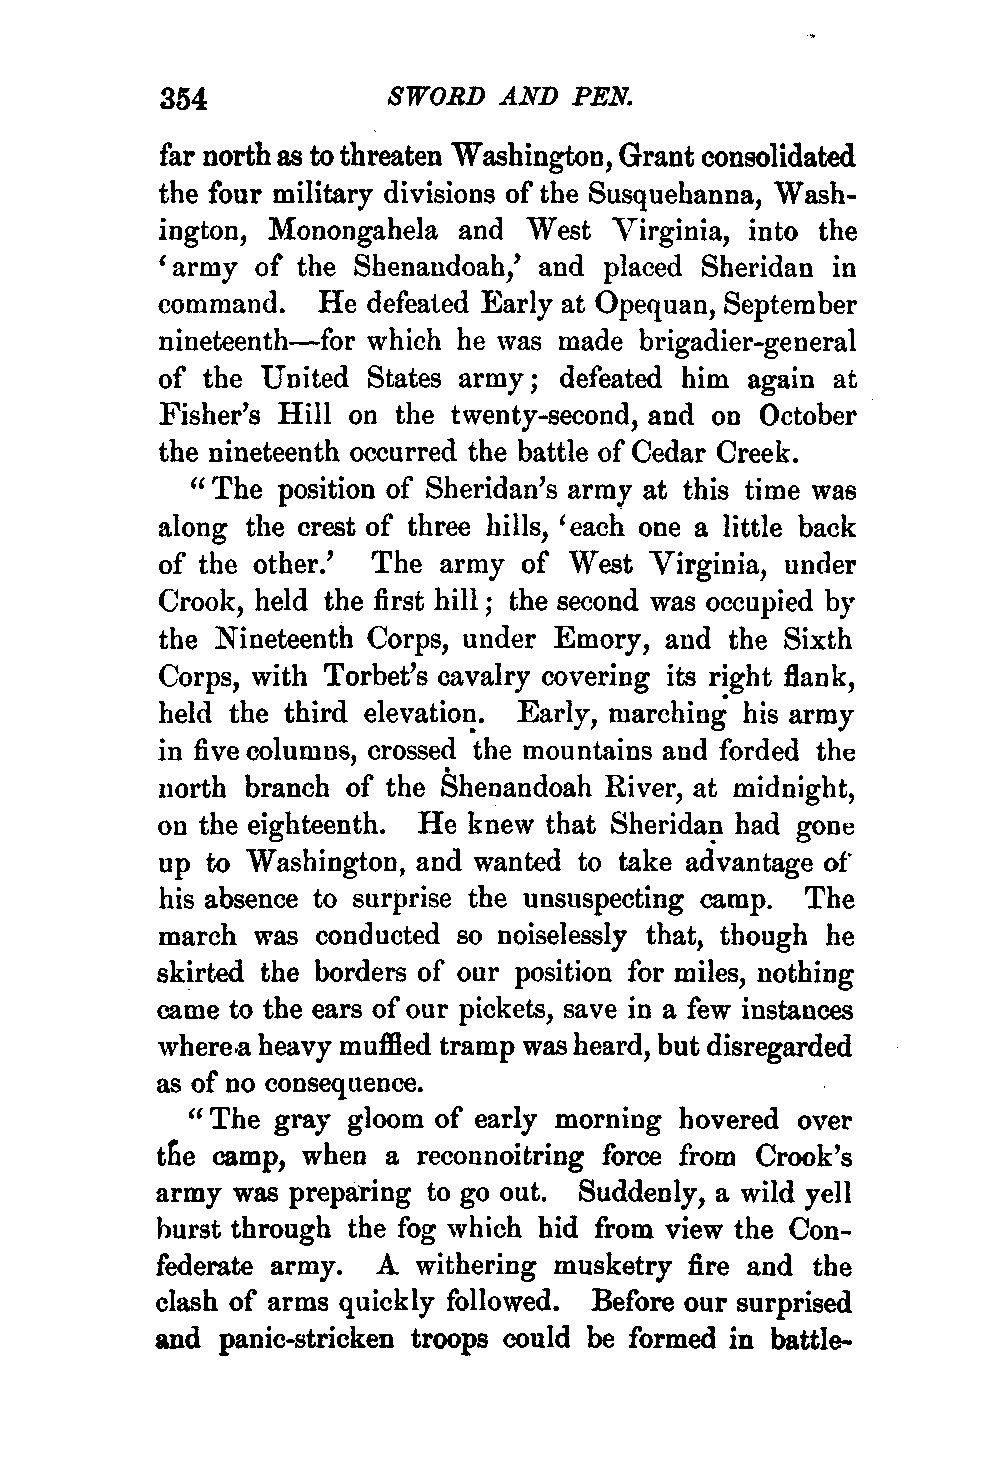 354 SWORD AND PEN.
far north as to threaten Washington, Grant consolidated
the four military divisions of the Susquehanna, Wash-
ington, Monongahela and West Virginia, into the
‘army of the Shenandoah,’ and placed Sheridan in
command. He defeated Early at Opequan, September
nineteenth—for which he was made brigadier-general
of the United States army; defeated him again at
Fisher’s Hill on the twenty-second, and on October
the nineteenth occurred the battle of Cedar Creek.
“The position of Sheridan’s army at this time was
along the crest of three hills, ‘each one a little back
of the other.’ The army of West Virginia, under
Crook, held the first hill; the second was occupied by
the Nineteenth Corps, under Emory, and the Sixth
Corps, with Torbet’s cavalry covering its right flank,
held the third elevation. Early, marching his army
in five columns, crossed the mountains and forded the
north branch of the Shenandoah River, at midnight,
on the eighteenth. He knew that Sheridan had gone
up to Washington, and wanted to take advantage of
his absence to surprise the unsuspecting camp. The
march was conducted so noiselessly that, though he
skirted the borders of our position for miles, nothing
came to the ears of our pickets, save in a few instances
where a heavy muffled tramp was heard, but disregarded
as of no consequence.
“The gray gloom of early morning hovered over
the camp, when a reconnoitring force from Crook’s
army was preparing to go out. Suddenly, a wild yell
burst through the fog which hid from view the Con-
federate army. A withering musketry fire and the
clash of arms quickly followed. Before our surprised
and panic-stricken troops could be formed in battle-